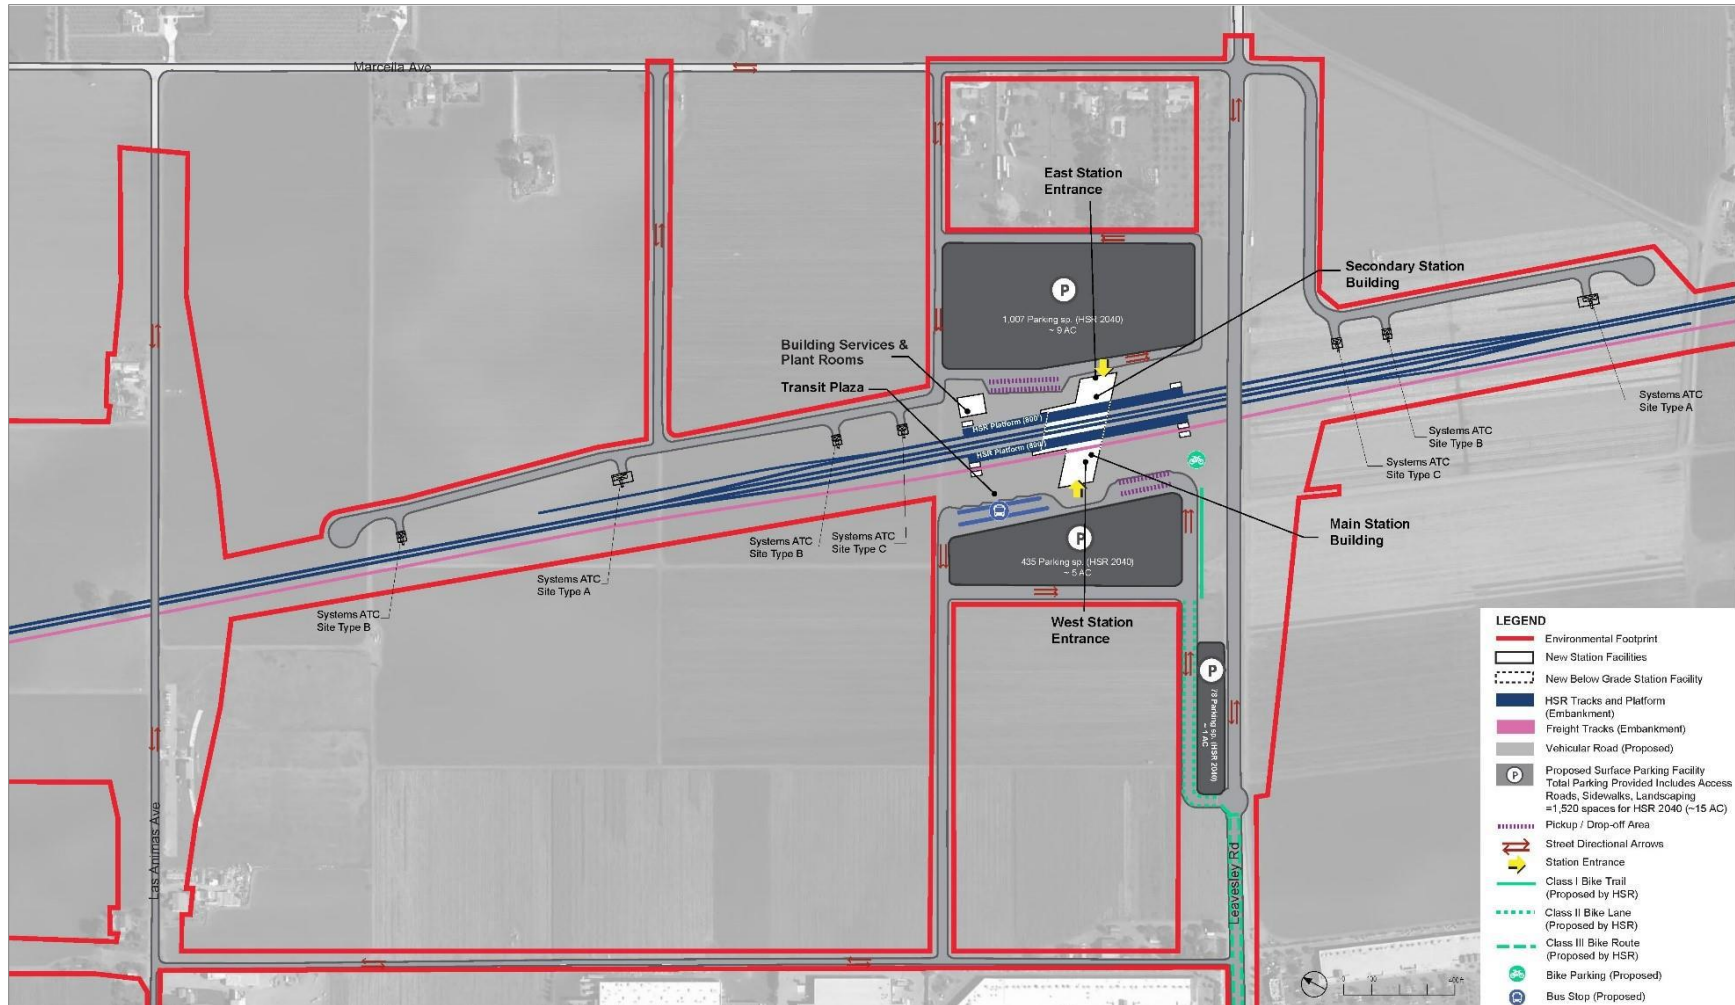 Marcella Ave
East Station
Entrance
Secondary Station
Building
P
1,007 Parking sp. (HSR 2040)
~ 9 AC
Building Services &
Plant Rooms
Transit Plaza
HSR Platform (800')
HSR Platform (800')
Systems ATC
Site Type A
Systems ATC
Site Type B
Systems ATC
Site Type C
Main Station
Building
P
435 Parking sp. (HSR 2040)
~ 5 AC
Systems ATC
Site Type B
Systems ATC
Site Type C
Systems ATC
Site Type A
Systems ATC
Site Type B
West Station
Entrance
P
78 Parking sp. (HSR 2040)
~ 1 AC
Las Animas Ave
Leavesley Rd
LEGEND
Environmental Footprint
New Station Facilities
New Below Grade Station Facility
HSR Tracks and Platform
(Embankment)
Freight Tracks (Embankment)
Vehicular Road (Proposed)
P
Proposed Surface Parking Facility
Total Parking Provided Includes Access
Roads, Sidewalks, Landscaping
=1,520 spaces for HSR 2040 (~15 AC)
Pickup / Drop-off Area
Street Directional Arrows
Station Entrance
Class I Bike Trail
(Proposed by HSR)
Class II Bike Lane
(Proposed by HSR)
Class III Bike Route
(Proposed by HSR)
Bike Parking (Proposed)
Bus Stop (Proposed)
0